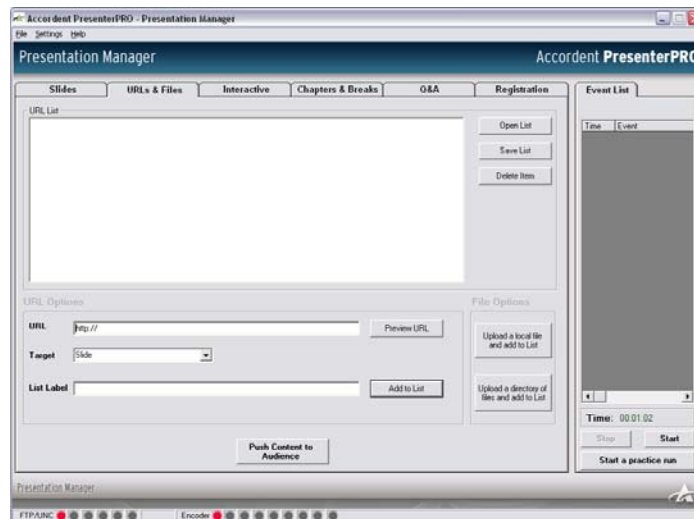 Accordent PresenterPRO - Presentation Manager
File Settings Help
Presentation Manager
Accordent PresenterPRO
Slides
URLs & Files
Interactive
Chapters & Breaks
Q&A
Registration
Event List
URL List
Open List
Save List
Delete Item
Time Event
URL Options
File Options
URL http://
Preview URL
Upload a local file
and add to List
Target Slide
List Label
Add to List
Upload a directory of
files and add to List
Push Content to
Audience
Time: 00:01:02
Stop Start
Start a practice run
Presentation Manager
FTP/UNC Encoder